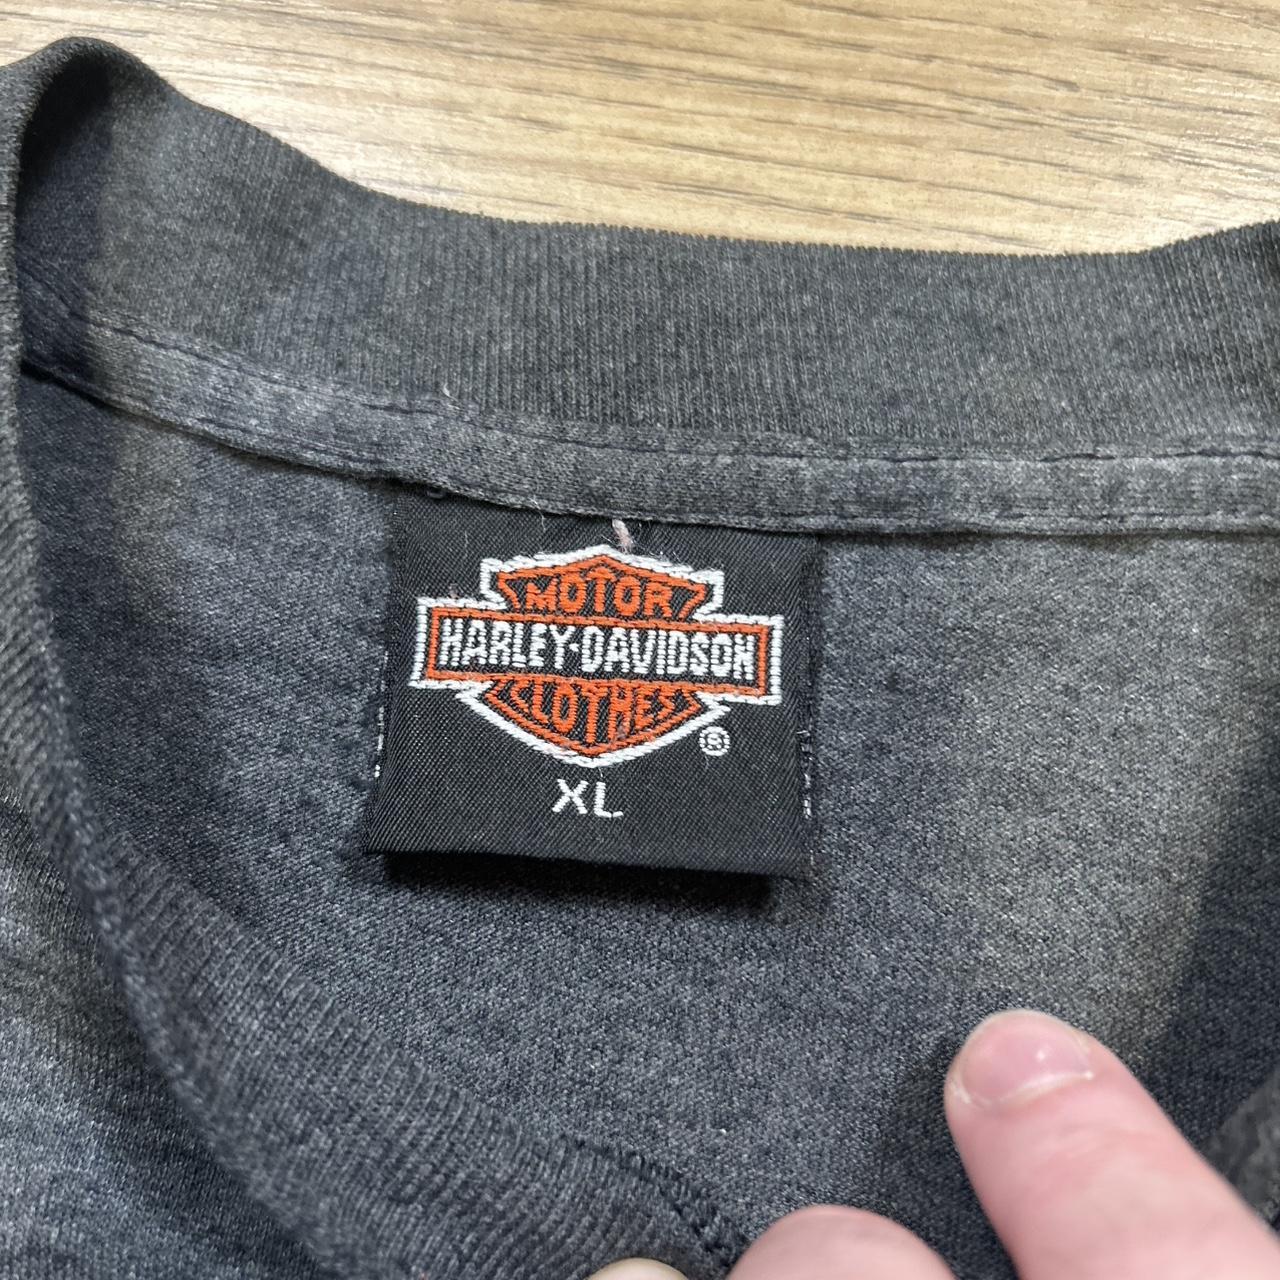 MOTOR
HARLEY-DAVIDSON
CLOTHES
®
XL